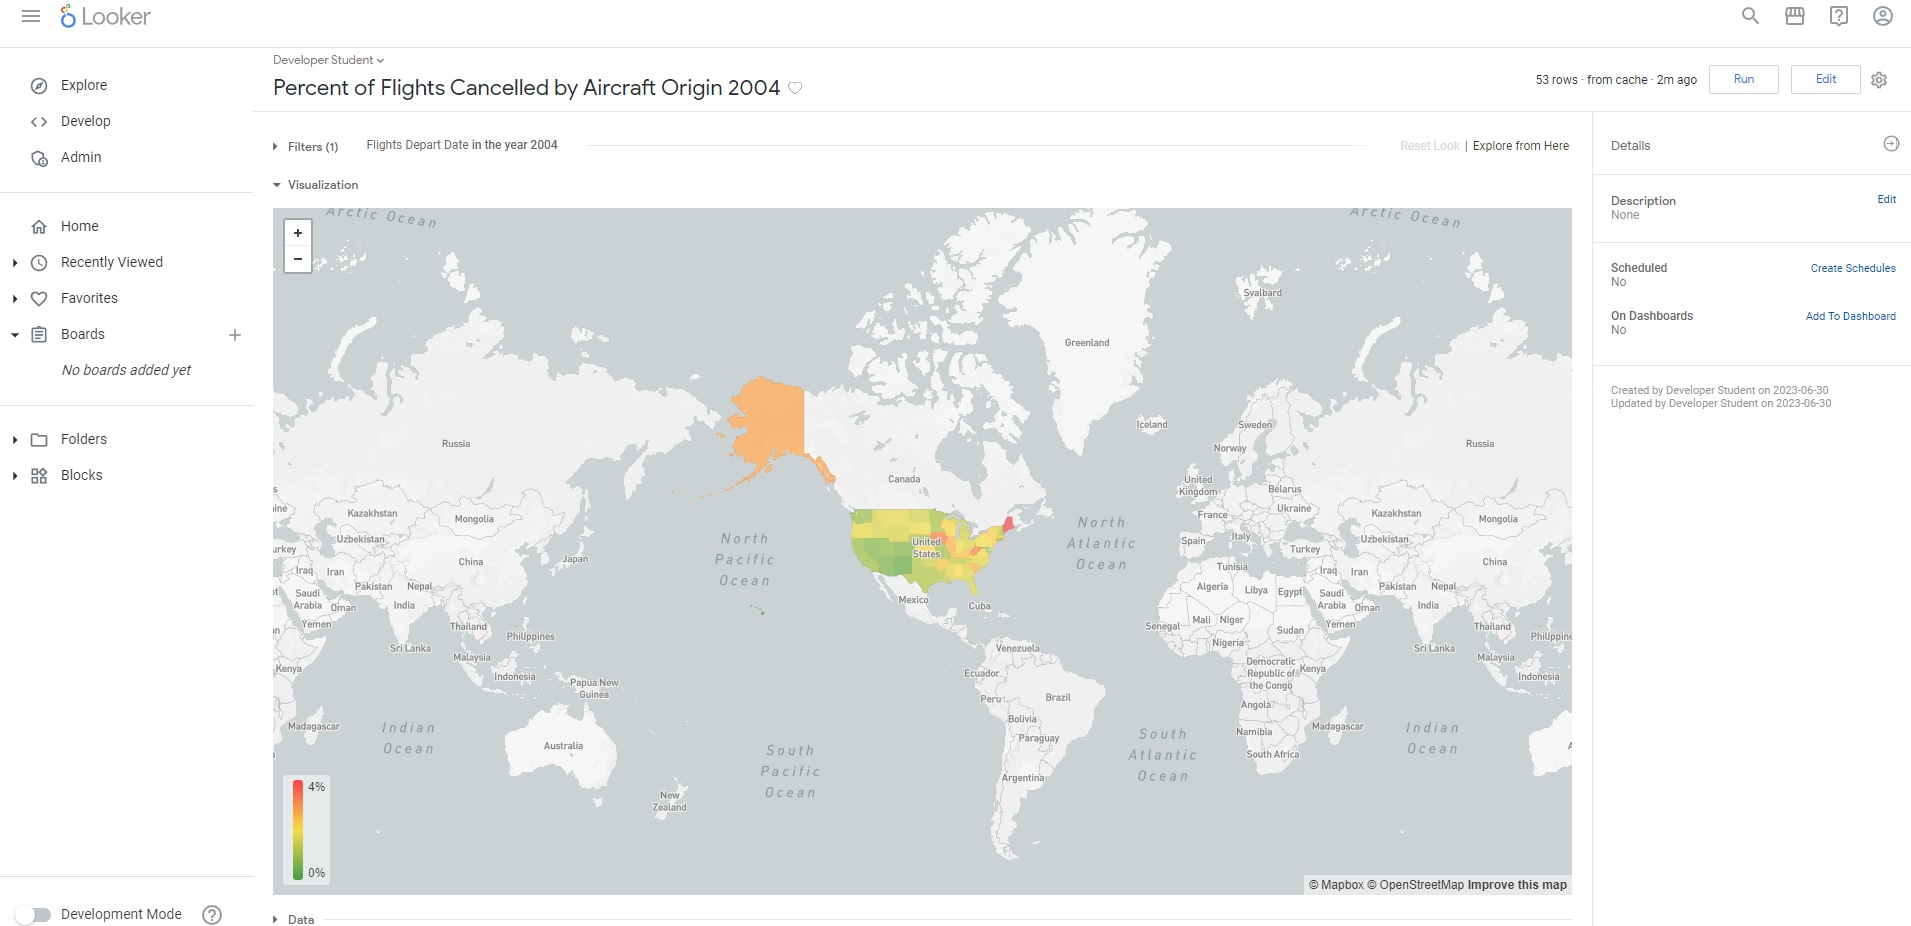 Looker
Explore
Develop
Admin
Home
Recently Viewed
Favorites
Boards
No boards added yet
Folders
Blocks
Development Mode
Developer Student
Percent of Flights Cancelled by Aircraft Origin 2004
53 rows · from cache · 2m ago
Run
Edit
Filters (1)
Flights Depart Date in the year 2004
Reset Look | Explore from Here
Visualization
+
−
Arctic Ocean
Arctic Ocean
Svalbard
Greenland
Iceland
Russia
Sweden
Norway
Russia
Canada
United
Kingdom
Belarus
Kazakhstan
Mongolia
France
Ukraine
Kazakhstan
Mongolia
Uzbekistan
North
Pacific
Ocean
United
States
North
Atlantic
Ocean
Spain
Italy
Turkey
Uzbekistan
China
Japan
Tunisia
China
Iraq
Iran
Pakistan
Nepal
Algeria
Libya
Egypt
Iraq
Iran
Pakistan
Nepal
Saudi
Arabia
Oman
India
Mexico
Cuba
Saudi
Arabia
Oman
India
Yemen
Thailand
Philippines
Senegal
Mali
Niger
Sudan
Yemen
Thailand
Philippine
Sri Lanka
Malaysia
Nigeria
Sri Lanka
Malaysia
Kenya
Indonesia
Papua New
Guinea
Venezuela
Ecuador
Democratic
Republic of
the Congo
Kenya
Indonesia
Peru
Brazil
Angola
Madagascar
Indian
Ocean
Australia
Bolivia
Paraguay
Namibia
Madagascar
Indian
Ocean
South
Pacific
Ocean
South
Atlantic
Ocean
South Africa
Argentina
New
Zealand
4%
0%
© Mapbox © OpenStreetMap Improve this map
Data
Details
Description
Edit
None
Scheduled
Create Schedules
No
On Dashboards
Add To Dashboard
No
Created by Developer Student on 2023-06-30
Updated by Developer Student on 2023-06-30